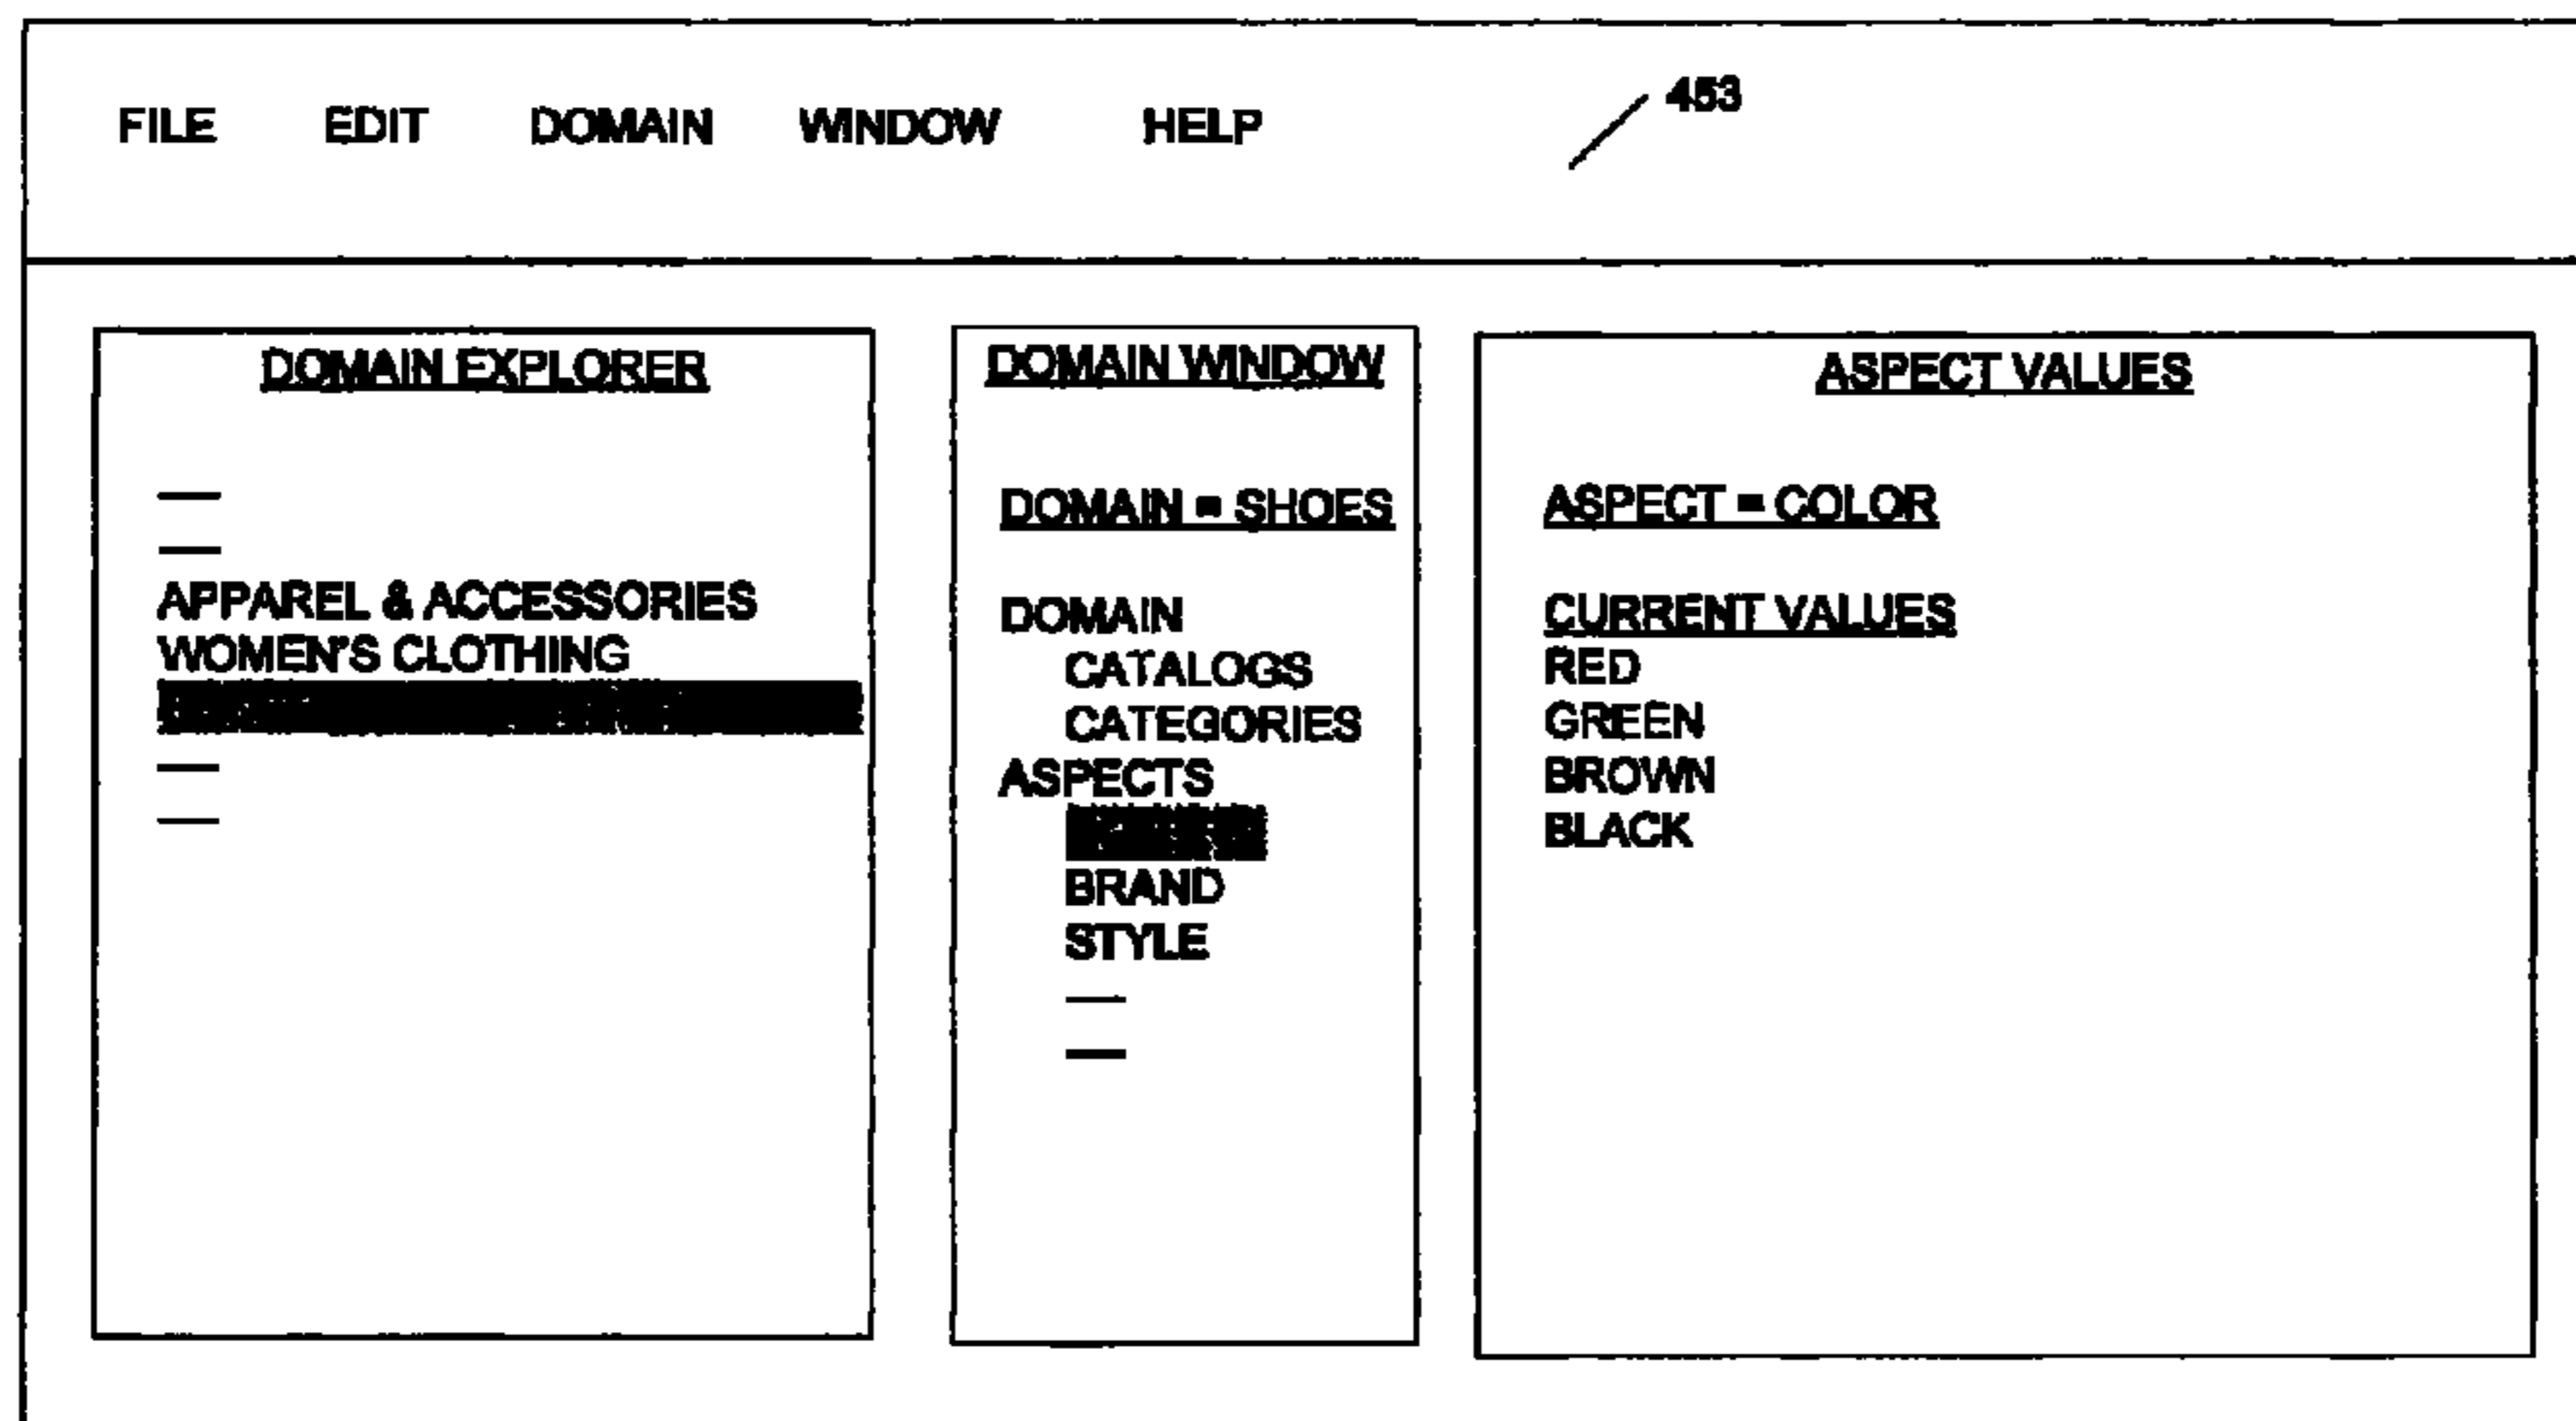 FILE EDIT DOMAIN WINDOW HELP
453
DOMAIN EXPLORER
APPAREL & ACCESSORIES
WOMEN'S CLOTHING
DOMAIN WINDOW
DOMAIN = SHOES
DOMAIN
CATALOGS
CATEGORIES
ASPECTS
BRAND
STYLE
ASPECT VALUES
ASPECT = COLOR
CURRENT VALUES
RED
GREEN
BROWN
BLACK